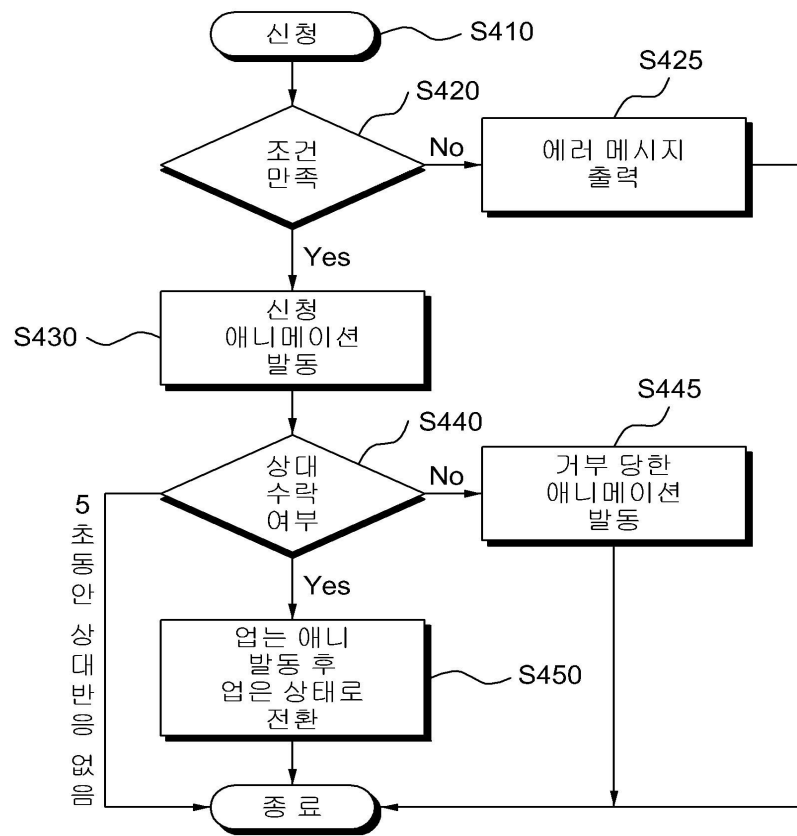 신청
S410
S420
S425
조건
만족
No
에러 메시지
출력
Yes
S430
신청
애니메이션
발동
S440
S445
상대
수락
여부
No
거부 당한
애니메이션
발동
5초동안 상대반응 없음
Yes
업는 애니
발동 후
업은 상태로
전환
S450
종 료